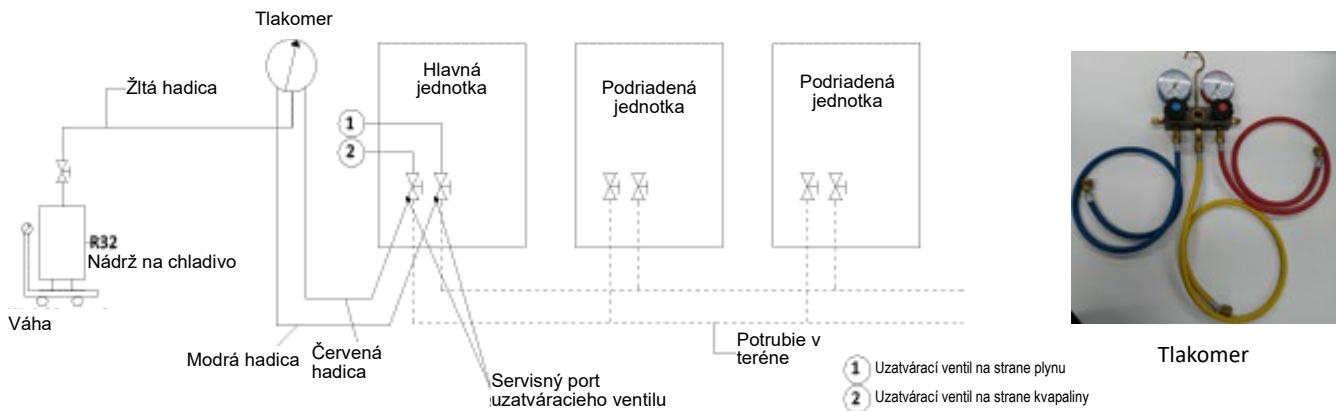 Tlakomer
Žltá hadica
Hlavná
jednotka
Podriadená
jednotka
Podriadená
jednotka
1
2
R32
Nádrž na chladivo
Váha
Modrá hadica
Červená
hadica
Servisný port
uzatváracieho ventilu
Potrubie v
teréne
1 Uzatvárací ventil na strane plynu
2 Uzatvárací ventil na strane kvapaliny
Tlakomer